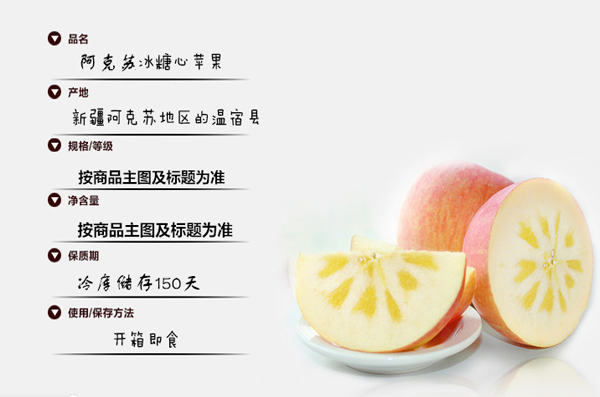 品名
阿克苏冰糖心苹果
产地
新疆阿克苏地区的温宿县
规格/等级
按商品主图及标题为准
净含量
按商品主图及标题为准
保质期
冷库储存150天
使用/保存方法
开箱即食